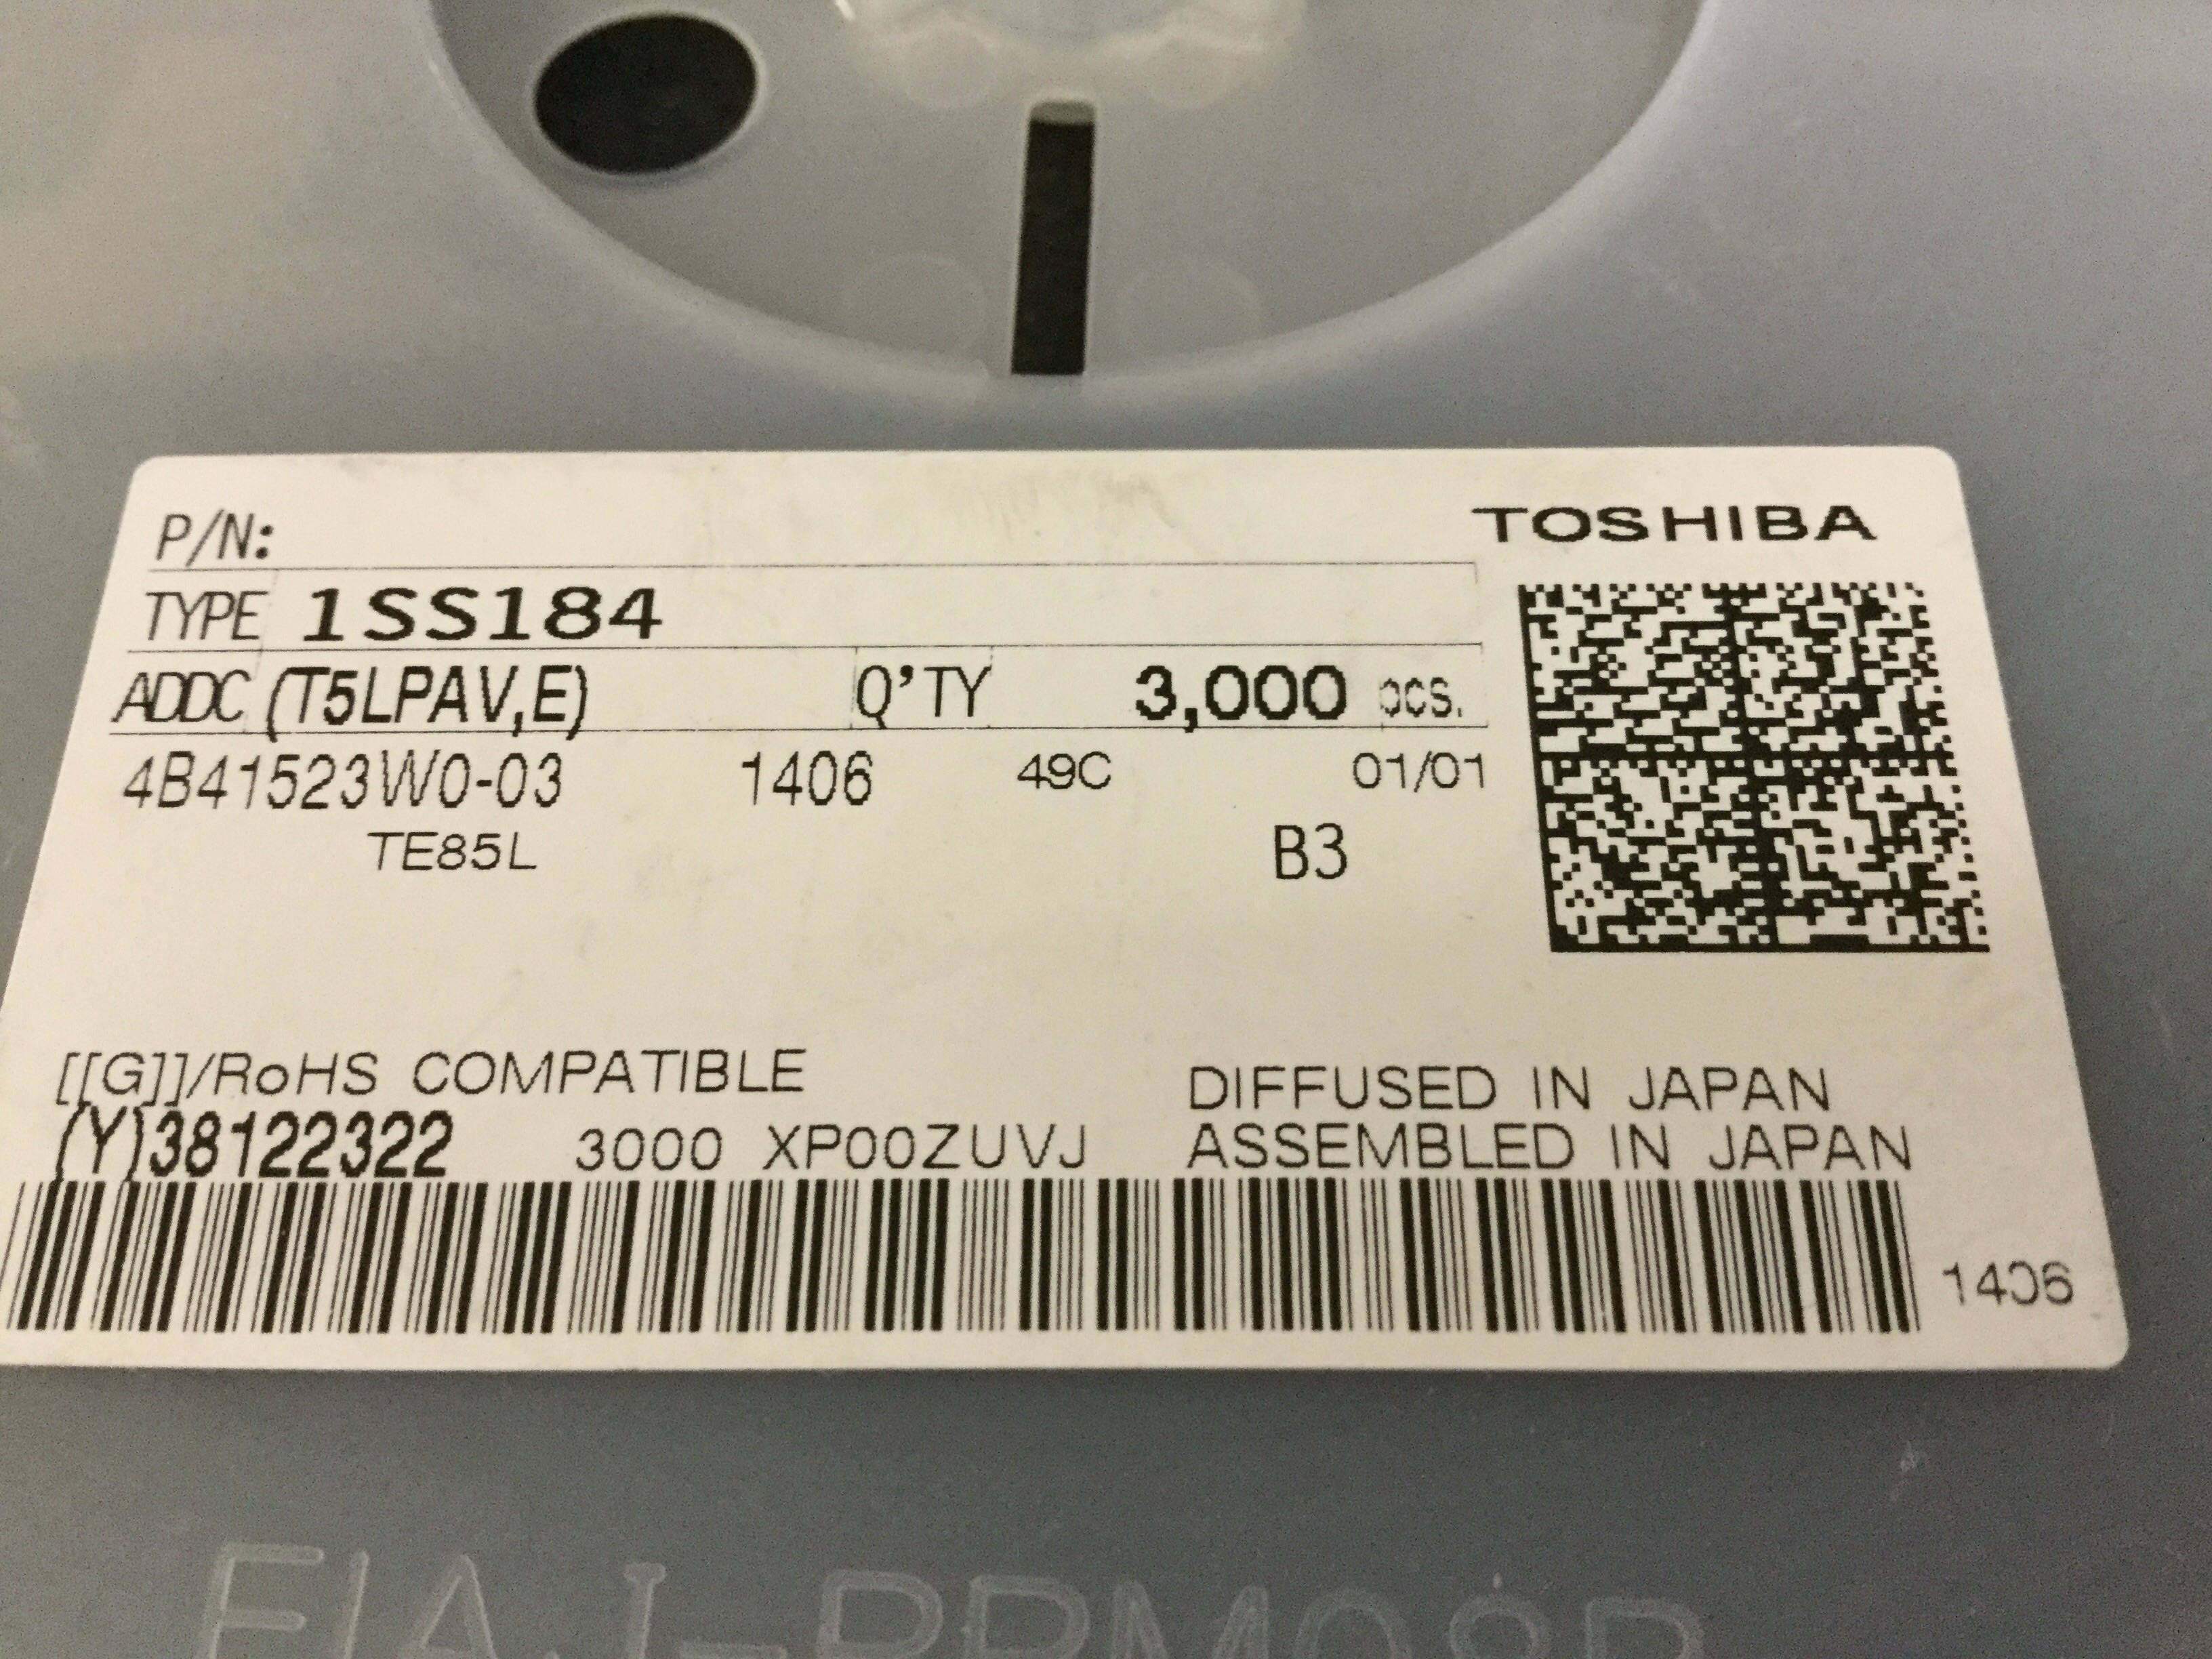 P/N:
TOSHIBA
TYPE 1SS184
ADDC (T5LPAV,E) Q'TY 3,000 pcs.
4B41523W0-03 1406 49C 01/01
TE85L B3
[[G]]/RoHS COMPATIBLE
DIFFUSED IN JAPAN
(Y)38122322 3000 XP00ZUVJ
ASSEMBLED IN JAPAN
1406